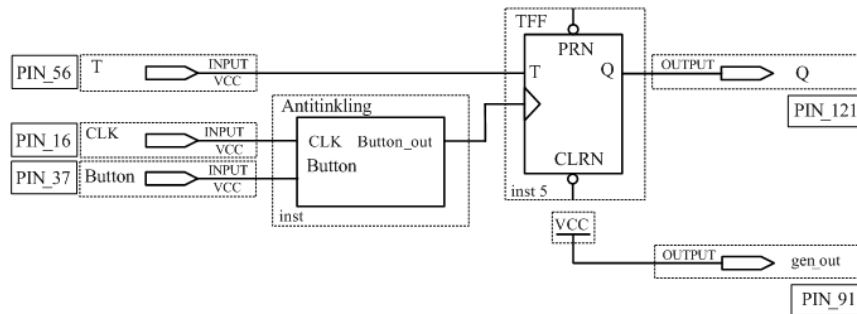 TFF
PRN
PIN_56
T
INPUT
VCC
T
Q
OUTPUT
Q
PIN_121
Antitinkling
PIN_16
CLK
INPUT
VCC
CLK
Button_out
PIN_37
Button
INPUT
VCC
Button
CLRN
inst
inst 5
VCC
OUTPUT
gen_out
PIN_91